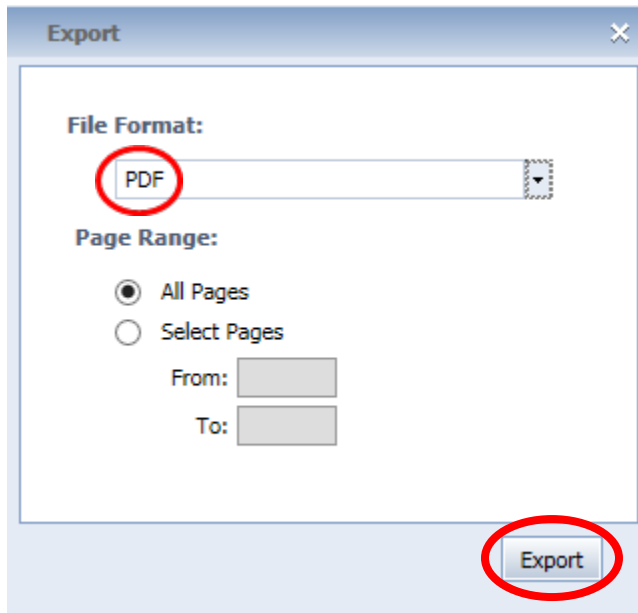 Export
File Format:
PDF
Page Range:
All Pages
Select Pages
From:
To:
Export